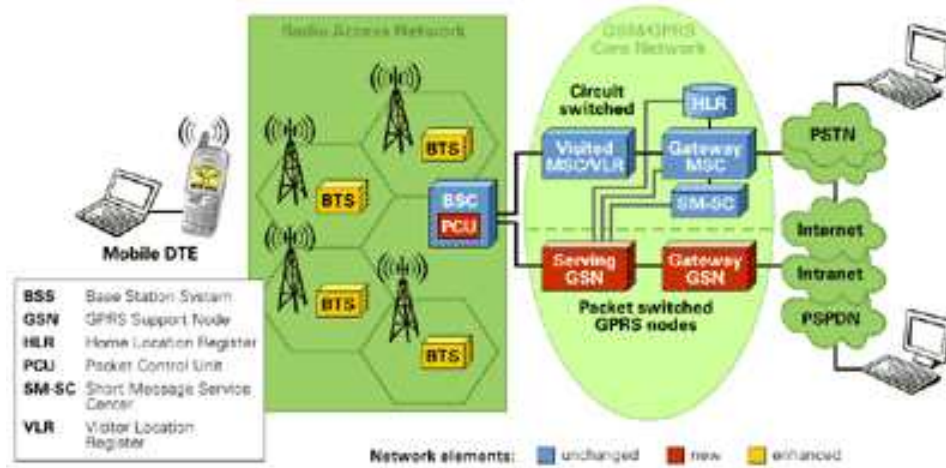 Radio Access Network
GSM/GPRS
Core Network
Circuit
switched
HLR
BTS
Visited
MSC/VLR
Gateway
MSC
PSTN
BTS
BSC
PCU
SM-SC
Mobile DTE
Internet
Serving
GSN
Gateway
GSN
Intranet
BTS
Packet switched
GPRS nodes
PSPDN
BTS
BSS Base Station System
GSN GPRS Support Node
HLR Home Location Register
PCU Packet Control Unit
SM-SC Short Message Service
Center
VLR Visitor Location
Register
Network elements: unchanged new enhanced